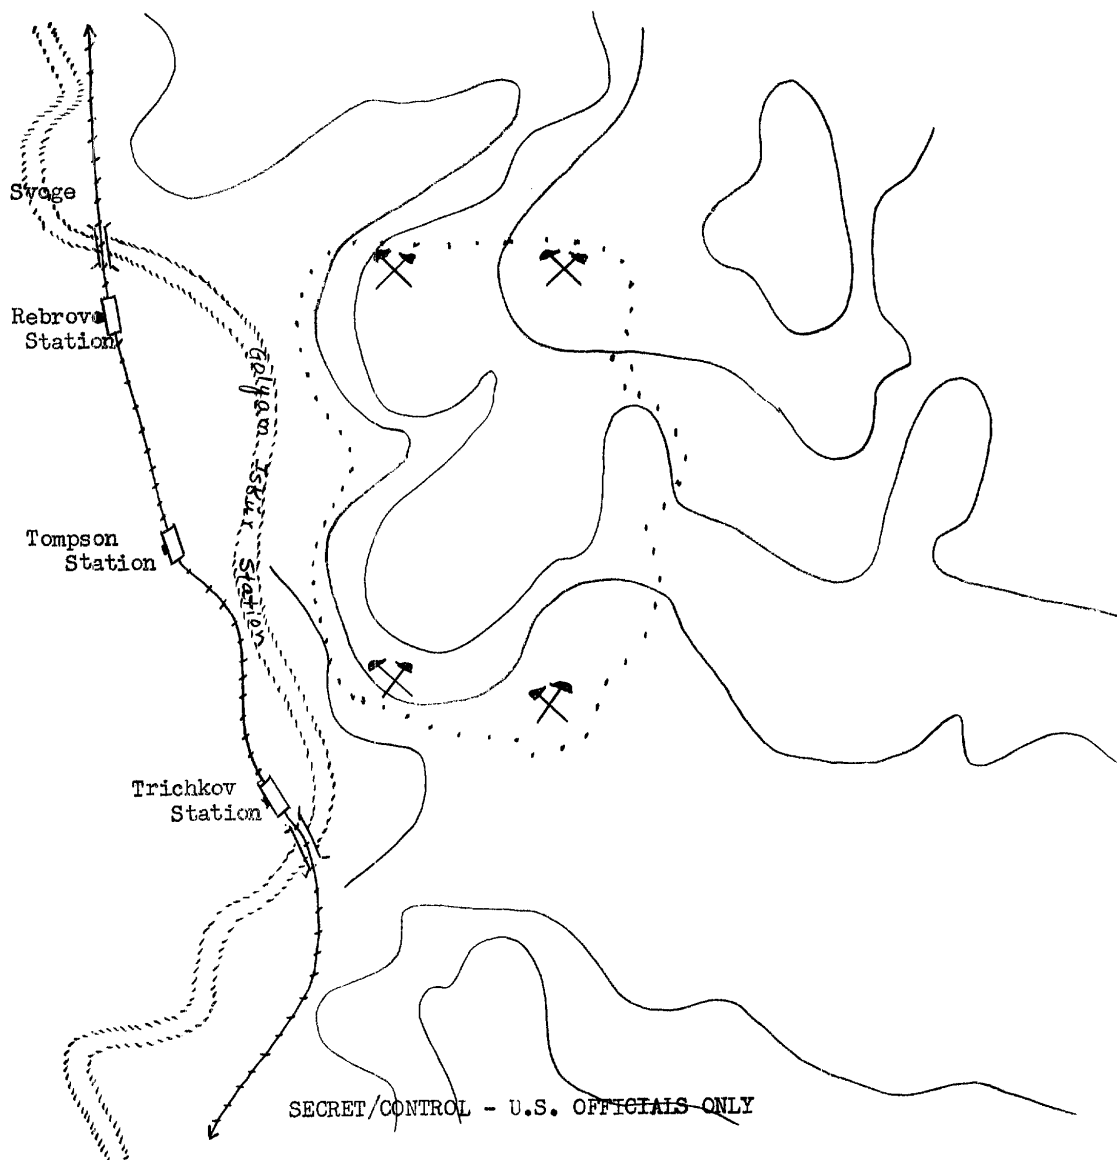 Svoge
Rebrovo
Station
Golyam Iskur Station
Tompson
Station
Trichkov
Station
SECRET/CONTROL - U.S. OFFICIALS ONLY